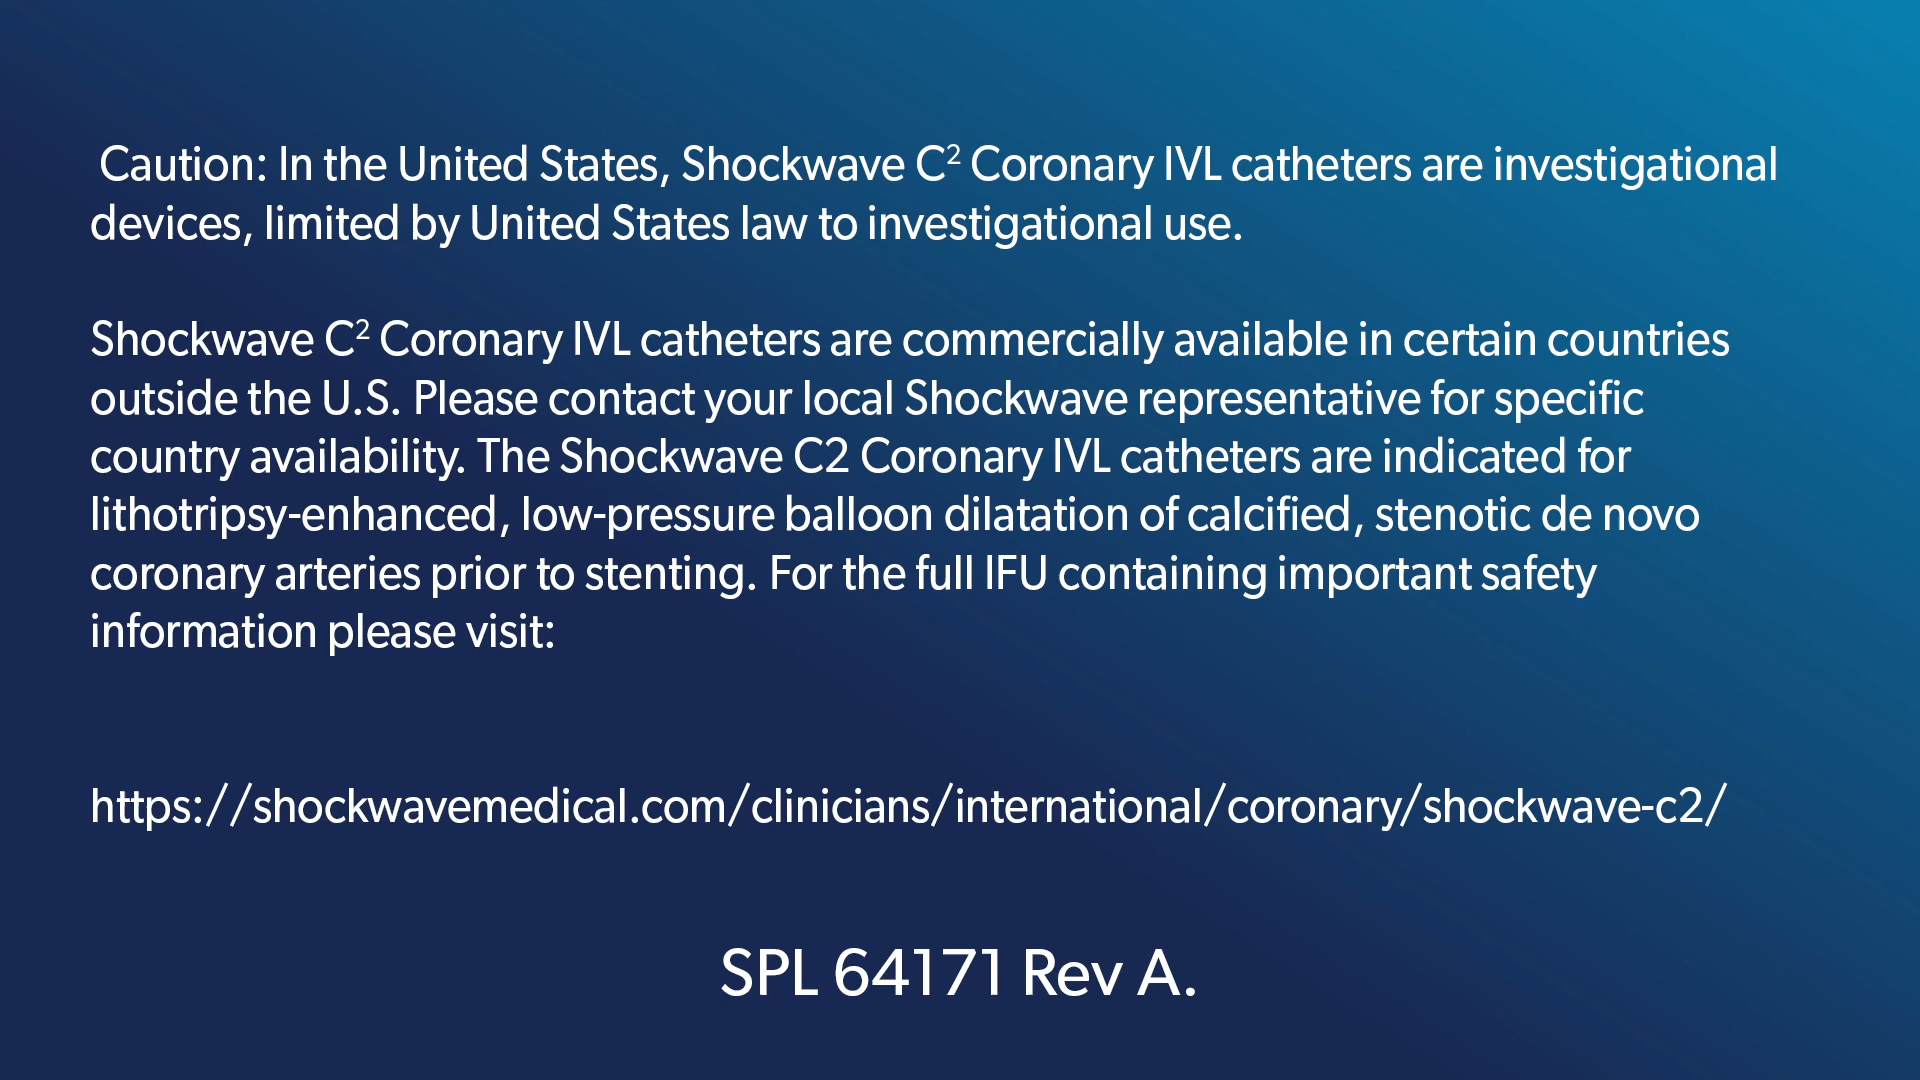 Caution: In the United States, Shockwave C² Coronary IVL catheters are investigational
devices, limited by United States law to investigational use.
Shockwave C² Coronary IVL catheters are commercially available in certain countries
outside the U.S. Please contact your local Shockwave representative for specific
country availability. The Shockwave C2 Coronary IVL catheters are indicated for
lithotripsy-enhanced, low-pressure balloon dilatation of calcified, stenotic de novo
coronary arteries prior to stenting. For the full IFU containing important safety
information please visit:
https://shockwavemedical.com/clinicians/international/coronary/shockwave-c2/
SPL 64171 Rev A.